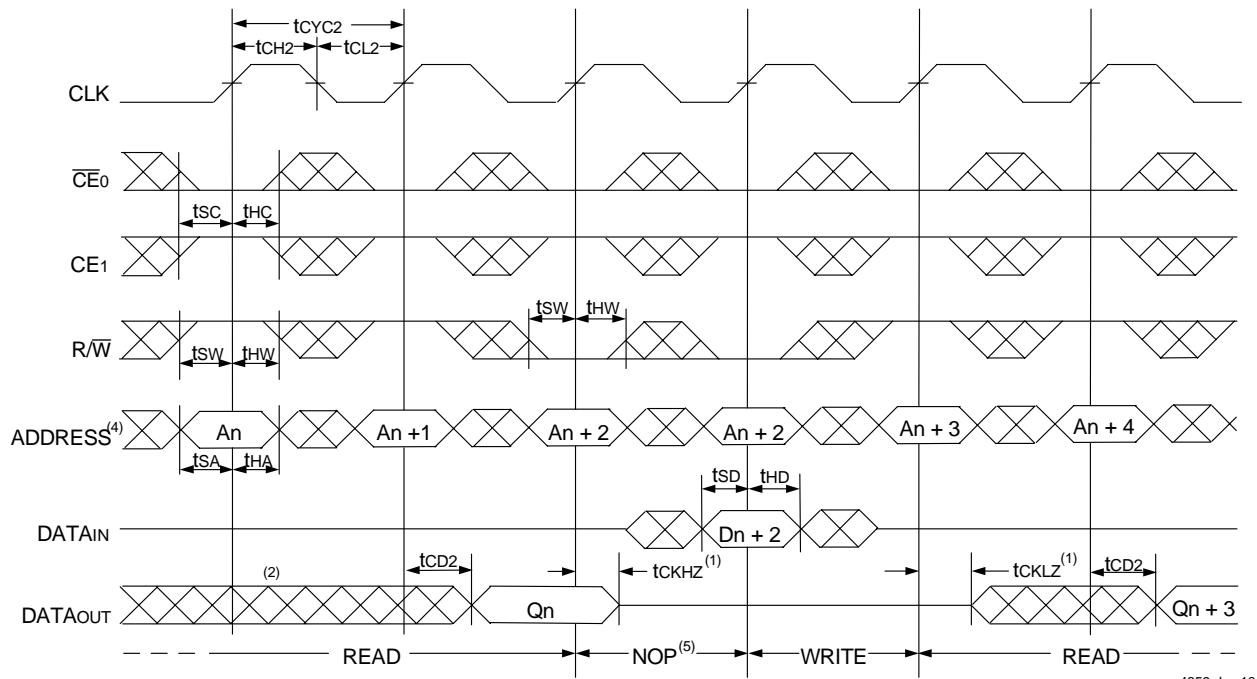 tCYC2
tCH2 tCL2
CLK
CE0
tSC tHC
CE1
tSW tHW
R/W
tSW tHW
ADDRESS(4) An An +1 An + 2 An + 2 An + 3 An + 4
tSA tHA
tSD tHD
DATAIN Dn + 2
tCD2 tCKHZ(1) tCKLZ(1) tCD2
(2)
DATAOUT Qn Qn + 3
READ NOP(5) WRITE READ